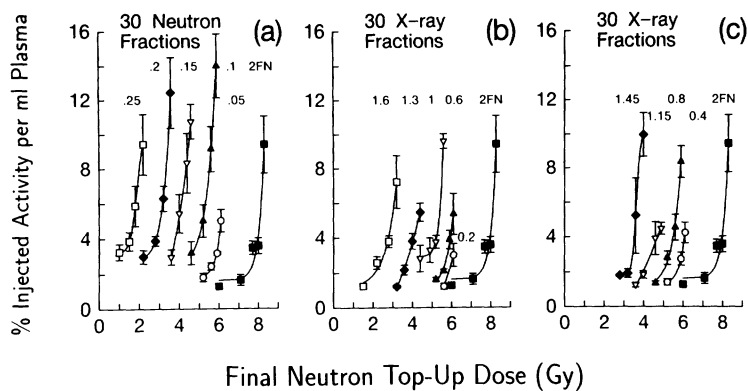 30 Neutron
Fractions
(a)
.25
.2
.15
.1
2FN
.05
16
12
8
4
0
0 2 4 6 8
30 X-ray
Fractions
(b)
1.6
1.3
1
0.6
2FN
0.2
16
12
8
4
0
0 2 4 6 8
30 X-ray
Fractions
(c)
1.45
0.8
2FN
1.15
0.4
16
12
8
4
0
0 2 4 6 8
% Injected Activity per ml Plasma
Final Neutron Top-Up Dose (Gy)